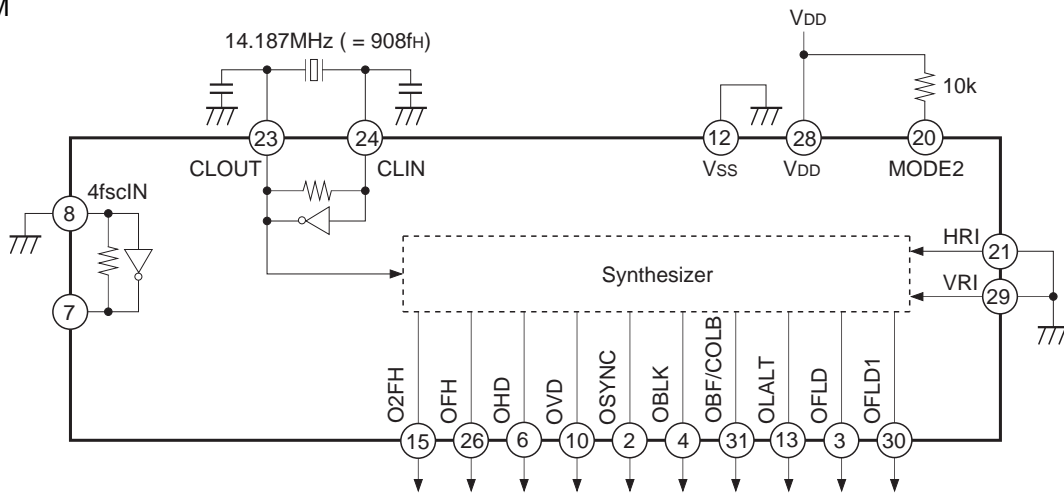 M
14.187MHz ( = 908fH)
VDD
10k
23
24
12
28
20
CLOUT
CLIN
VSS
VDD
MODE2
4fscIN
8
7
HRI
21
VRI
29
Synthesizer
O2FH
OFH
OHD
OVD
OSYNC
OBLK
OBF/COLB
OLALT
OFLD
OFLD1
15
26
6
10
2
4
31
13
3
30